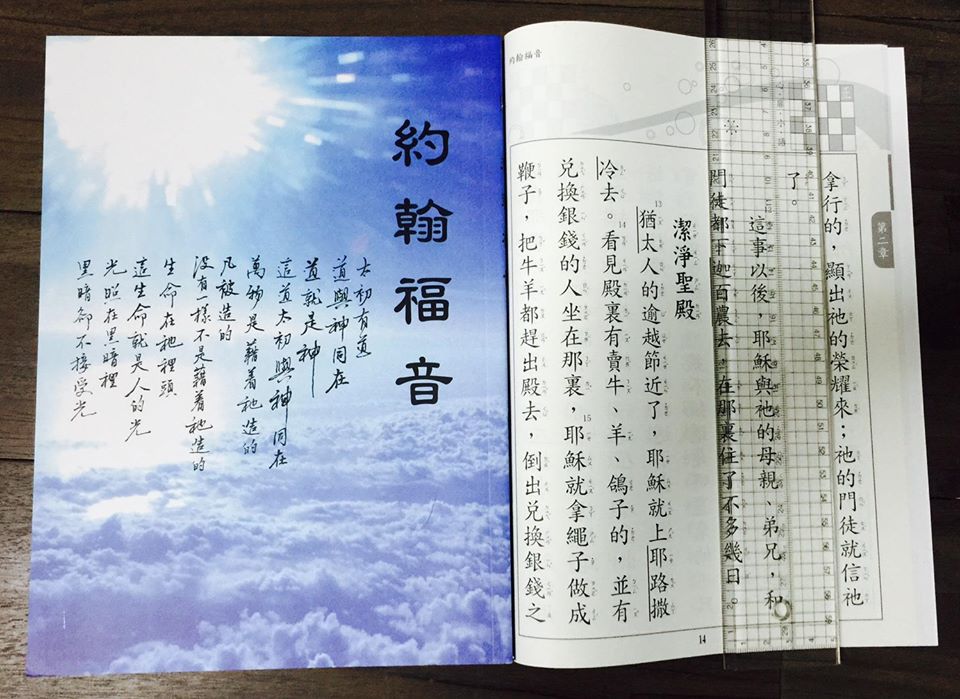 約翰福音
太初有道
道與神同在
道就是神
這道太初與神同在
萬物是藉着祂造的
凡被造的
沒有一樣不是藉着祂造的
生命在祂裡頭
這生命就是人的光
光照在黑暗裡
黑暗卻不接受光
約翰福音
第二章
拿行的，顯出祂的榮耀來；祂的門徒就信祂
了。
這事以後，耶穌與祂的母親、弟兄，和
門徒都下迦百農去，在那裏住了不多幾日。
潔淨聖殿
13猶太人的逾越節近了，耶穌就上耶路撒
冷去。14看見殿裏有賣牛、羊、鴿子的，並有
兌換銀錢的人坐在那裏，15耶穌就拿繩子做成
鞭子，把牛羊都趕出殿去，倒出兌換銀錢之
14